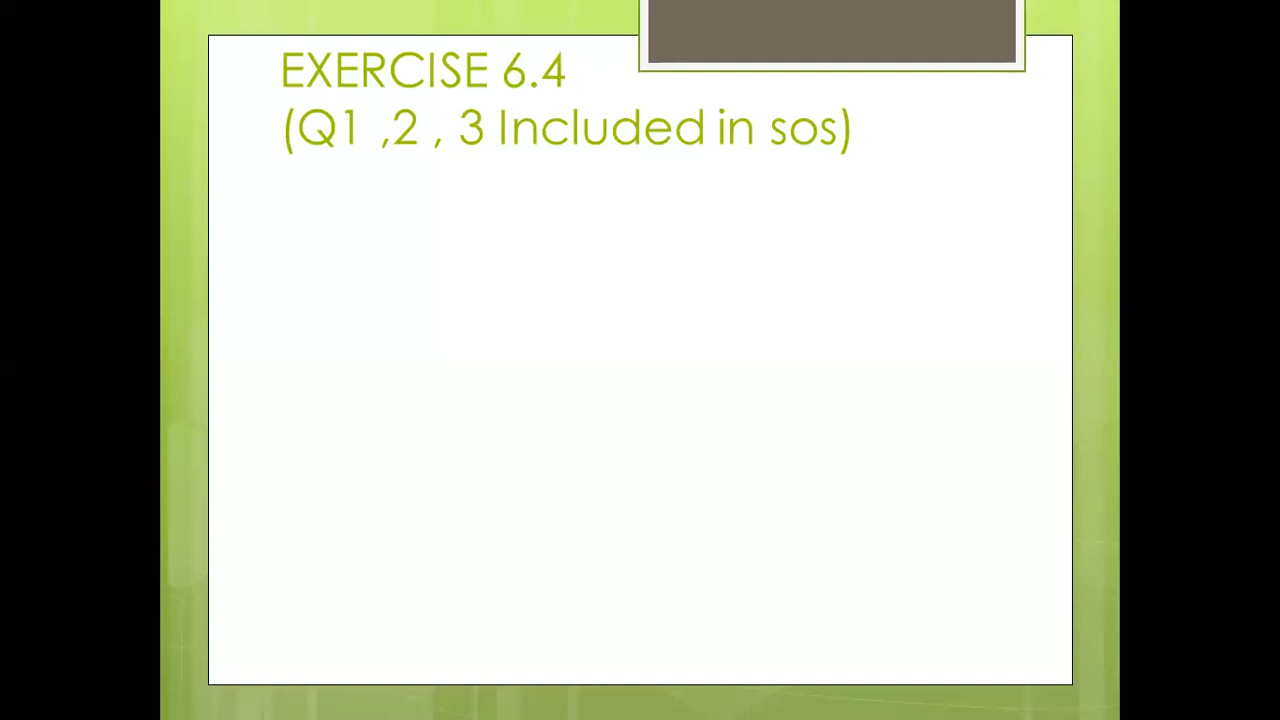 EXERCISE 6.4
(Q1 ,2 , 3 Included in sos)